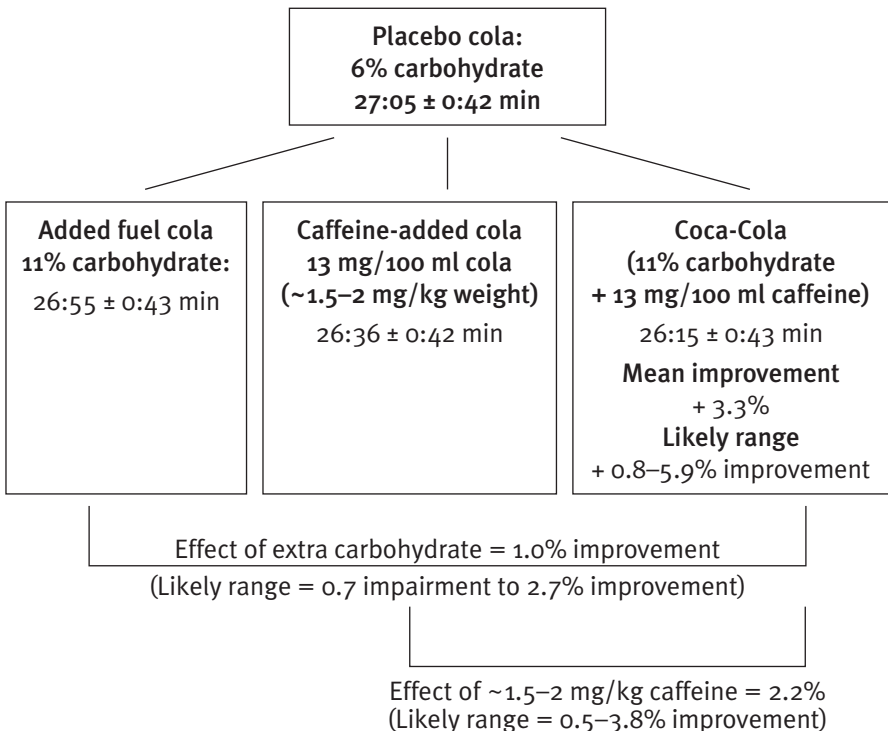 Placebo cola:
6% carbohydrate
27:05 ± 0:42 min
Added fuel cola
11% carbohydrate:
26:55 ± 0:43 min
Caffeine-added cola
13 mg/100 ml cola
(~1.5–2 mg/kg weight)
26:36 ± 0:42 min
Coca-Cola
(11% carbohydrate
+ 13 mg/100 ml caffeine)
26:15 ± 0:43 min
Mean improvement
+ 3.3%
Likely range
+ 0.8–5.9% improvement
Effect of extra carbohydrate = 1.0% improvement
(Likely range = 0.7 impairment to 2.7% improvement)
Effect of ~1.5–2 mg/kg caffeine = 2.2%
(Likely range = 0.5–3.8% improvement)